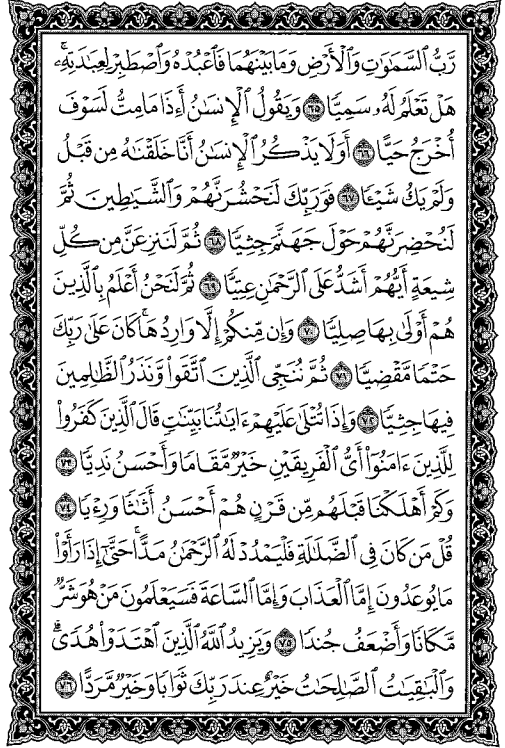 رَّبُّ ٱلسَّمَٰوَٰتِ وَٱلْأَرْضِ وَمَا بَيْنَهُمَا فَٱعْبُدْهُ وَٱصْطَبِرْ لِعِبَٰدَتِهِۦۚ
هَلْ تَعْلَمُ لَهُۥ سَمِيًّا ٦٥ وَيَقُولُ ٱلْإِنسَٰنُ أَءِذَا مَا مِتُّ لَسَوْفَ
أُخْرَجُ حَيًّا ٦٦ أَوَلَا يَذْكُرُ ٱلْإِنسَٰنُ أَنَّا خَلَقْنَٰهُ مِن قَبْلُ
وَلَمْ يَكُ شَيْـًٔا ٦٧ فَوَرَبِّكَ لَنَحْشُرَنَّهُمْ وَٱلشَّيَٰطِينَ ثُمَّ
لَنُحْضِرَنَّهُمْ حَوْلَ جَهَنَّمَ جِثِيًّا ٦٨ ثُمَّ لَنَنزِعَنَّ مِن كُلِّ
شِيعَةٍ أَيُّهُمْ أَشَدُّ عَلَى ٱلرَّحْمَٰنِ عِتِيًّا ٦٩ ثُمَّ لَنَحْنُ أَعْلَمُ بِٱلَّذِينَ
هُمْ أَوْلَىٰ بِهَا صِلِيًّا ٧٠ وَإِن مِّنكُمْ إِلَّا وَارِدُهَاۚ كَانَ عَلَىٰ رَبِّكَ
حَتْمًا مَّقْضِيًّا ٧١ ثُمَّ نُنَجِّى ٱلَّذِينَ ٱتَّقَوا۟ وَّنَذَرُ ٱلظَّٰلِمِينَ
فِيهَا جِثِيًّا ٧٢ وَإِذَا تُتْلَىٰ عَلَيْهِمْ ءَايَٰتُنَا بَيِّنَٰتٍ قَالَ ٱلَّذِينَ كَفَرُوا۟
لِلَّذِينَ ءَامَنُوٓا۟ أَىُّ ٱلْفَرِيقَيْنِ خَيْرٌ مَّقَامًا وَأَحْسَنُ نَدِيًّا ٧٣
وَكَمْ أَهْلَكْنَا قَبْلَهُم مِّن قَرْنٍ هُمْ أَحْسَنُ أَثَٰثًا وَرِءْيًا ٧٤
قُلْ مَن كَانَ فِى ٱلضَّلَٰلَةِ فَلْيَمْدُدْ لَهُ ٱلرَّحْمَٰنُ مَدًّاۚ حَتَّىٰٓ إِذَا رَأَوْا۟
مَا يُوعَدُونَ إِمَّا ٱلْعَذَابَ وَإِمَّا ٱلسَّاعَةَ فَسَيَعْلَمُونَ مَنْ هُوَ شَرٌّ
مَّكَانًا وَأَضْعَفُ جُندًا ٧٥ وَيَزِيدُ ٱللَّهُ ٱلَّذِينَ ٱهْتَدَوْا۟ هُدًىۗ
وَٱلْبَٰقِيَٰتُ ٱلصَّٰلِحَٰتُ خَيْرٌ عِندَ رَبِّكَ ثَوَابًا وَخَيْرٌ مَّرَدًّا ٧٦